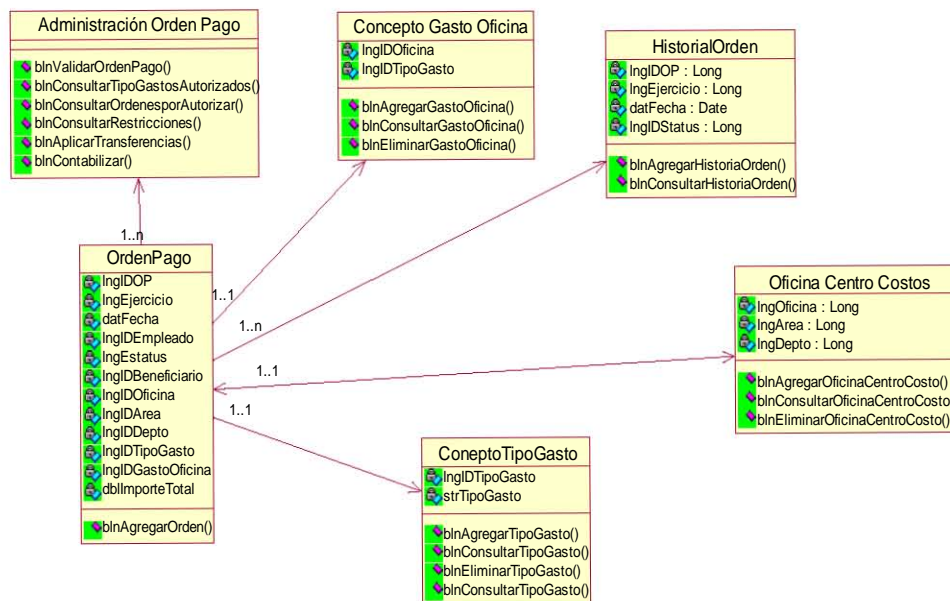 Administración Orden Pago
blnValidarOrdenPago()
blnConsultarTipoGastosAutorizados()
blnConsultarOrdenesporAutorizar()
blnConsultarRestricciones()
blnAplicarTransferencias()
blnContabilizar()
Concepto Gasto Oficina
lngIDOficina
lngIDTipoGasto
blnAgregarGastoOficina()
blnConsultarGastoOficina()
blnEliminarGastoOficina()
HistorialOrden
lngIDOP : Long
lngEjercicio : Long
datFecha : Date
lngIDStatus : Long
blnAgregarHistoriaOrden()
blnConsultarHistoriaOrden()
1..n
OrdenPago
lngIDOP
lngEjercicio
datFecha
lngIDEmpleado
lngEstatus
lngIDBeneficiario
lngIDOficina
lngIDArea
lngIDDepto
lngIDTipoGasto
lngIDGastoOficina
dblImporteTotal
blnAgregarOrden()
1..1
1..n
1..1
1..1
Oficina Centro Costos
lngOficina : Long
lngArea : Long
lngDepto : Long
blnAgregarOficinaCentroCosto()
blnConsultarOficinaCentroCosto
blnEliminarOficinaCentroCosto()
ConeptoTipoGasto
lngIDTipoGasto
strTipoGasto
blnAgregarTipoGasto()
blnConsultarTipoGasto()
blnEliminarTipoGasto()
blnConsultarTipoGasto()